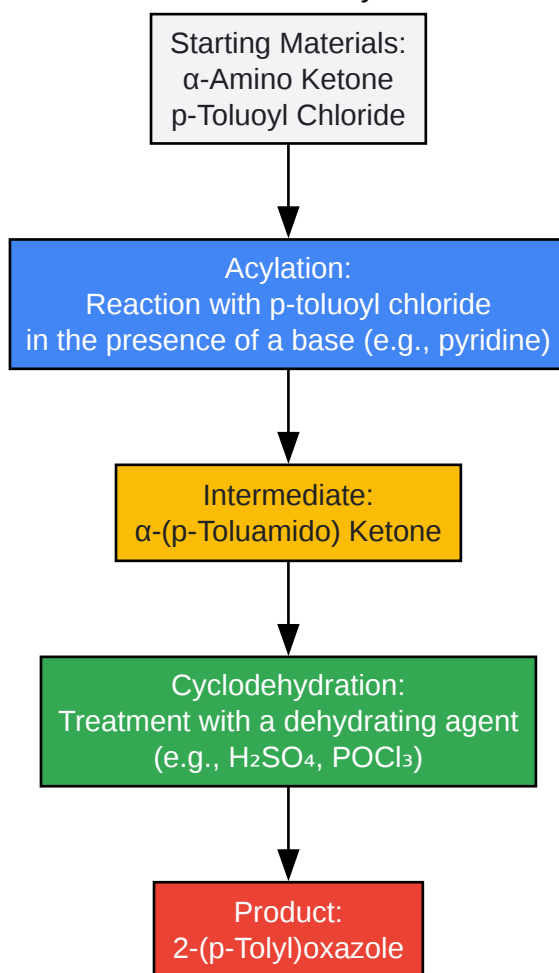 Starting Materials:
α-Amino Ketone
p-Toluoyl Chloride
Acylation:
Reaction with p-toluoyl chloride
in the presence of a base (e.g., pyridine)
Intermediate:
α-(p-Toluamido) Ketone
Cyclodehydration:
Treatment with a dehydrating agent
(e.g., H₂SO₄, POCl₃)
Product:
2-(p-Tolyl)oxazole